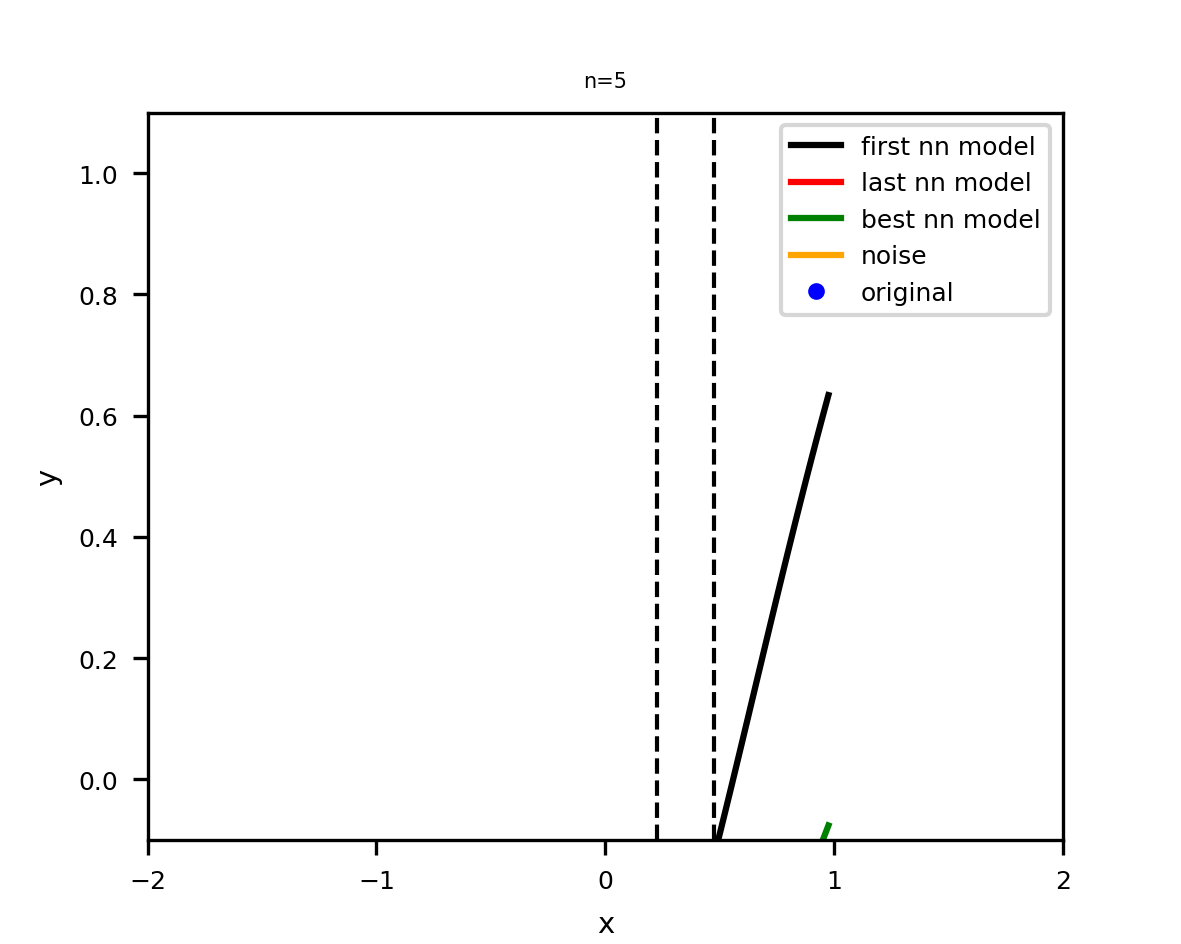 n=5
1.0
0.8
0.6
0.4
0.2
0.0
y
−2
−1
0
1
2
x
first nn model
last nn model
best nn model
noise
original